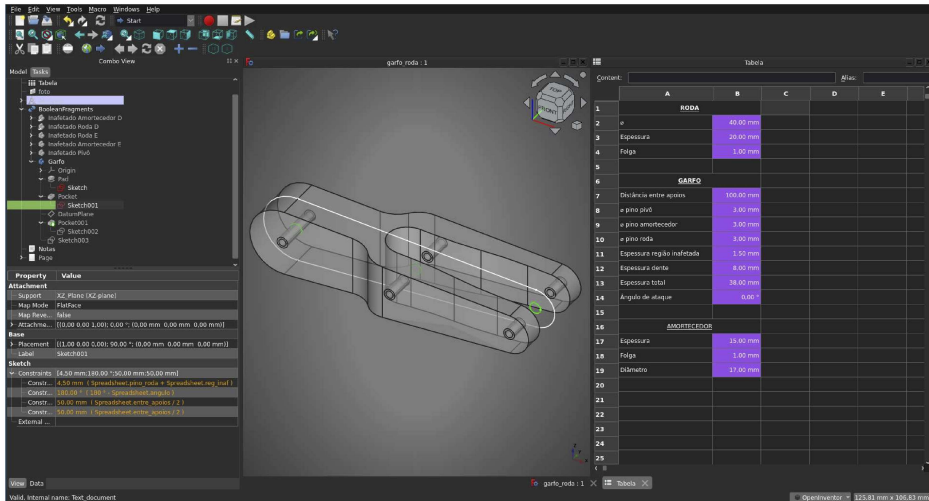 File Edit View Tools Macro Windows Help
Start
Combo View
Model Tasks
Tabela
foto
BooleanFragments
Inafetado Amortecedor D
Inafetado Roda D
Inafetado Roda E
Inafetado Amortecedor E
Inafetado Pivô
Garfo
Origin
Pad
Sketch
Pocket
Sketch001
DatumPlane
Pocket001
Sketch002
Sketch003
Notas
Page
Property Value
Attachment
Support XZ_Plane (XZ-plane)
Map Mode FlatFace
Map Reve... false
Attachme... [(0,00 0,00 1,00); 0,00 °; (0,00 mm 0,00 mm 0,00 mm)]
Base
Placement [(1,00 0,00 0,00); 90,00 °; (0,00 mm 0,00 mm 0,00 mm)]
Label Sketch001
Sketch
Constraints
Constr... 4,50 mm ( Spreadsheet.pino_roda + Spreadsheet.reg_inaf )
Constr... 180,00 ° ( 180 ° - Spreadsheet.angulo )
Constr... 50,00 mm ( Spreadsheet.entre_apoios / 2 )
Constr... 50,00 mm ( Spreadsheet.entre_apoios / 2 )
External ...
View Data
Valid, Internal name: Text_document
garfo_roda : 1
TOP
FRONT
garfo_roda : 1
Tabela
Tabela
Content: Alias:
A B C D E
1 RODA
2 ø 40.00 mm
3 Espessura 20.00 mm
4 Folga 1.00 mm
5
6 GARFO
7 Distância entre apoios 100.00 mm
8 ø pino pivô 3.00 mm
9 ø pino amortecedor 3.00 mm
10 ø pino roda 3.00 mm
11 Espessura região inafetada 1.50 mm
12 Espessura dente 8.00 mm
13 Espessura total 38.00 mm
14 Ângulo de ataque 0.00 °
15
16 AMORTECEDOR
17 Espessura 15.00 mm
18 Folga 1.00 mm
19 Diâmetro 17.00 mm
20
21
22
23
24
25
OpenInventor 125,81 mm x 106,83 mm